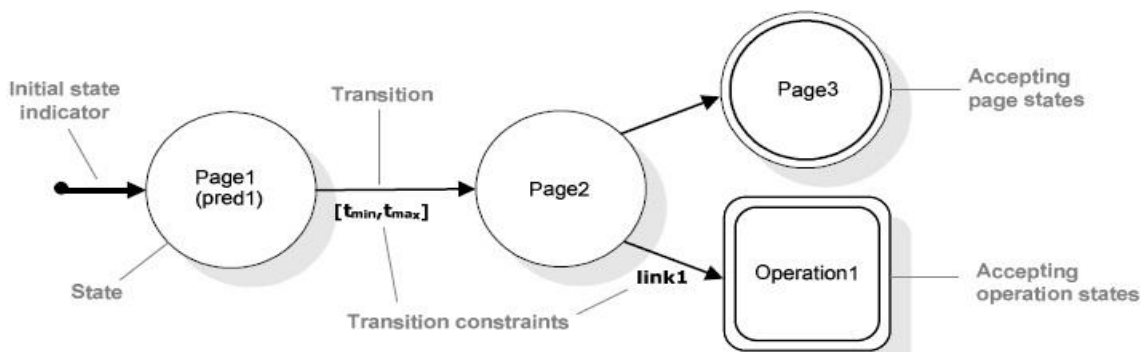 Initial state
indicator
Transition
Page3
Accepting
page states
Page1
(pred1)
Page2
[tmin,tmax]
State
link1
Operation1
Transition constraints
Accepting
operation states